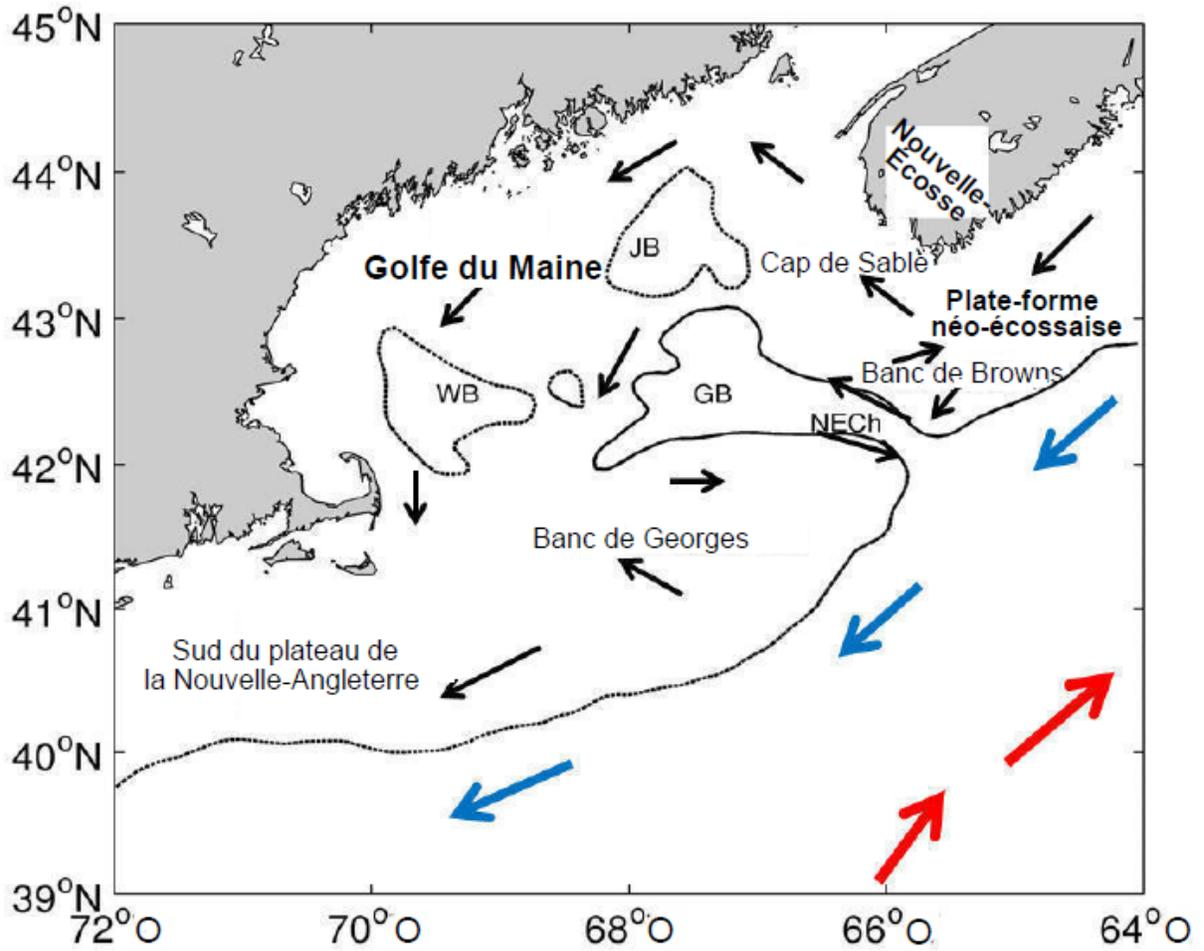 45°N
44°N
43°N
42°N
41°N
40°N
39°N
72°O
70°O
68°O
66°O
64°O
Nouvelle-
Écosse
JB
Cap de Sablè
Golfe du Maine
Plate-forme
néo-écossaise
Banc de Browns
WB
GB
NECh
Banc de Georges
Sud du plateau de
la Nouvelle-Angleterre